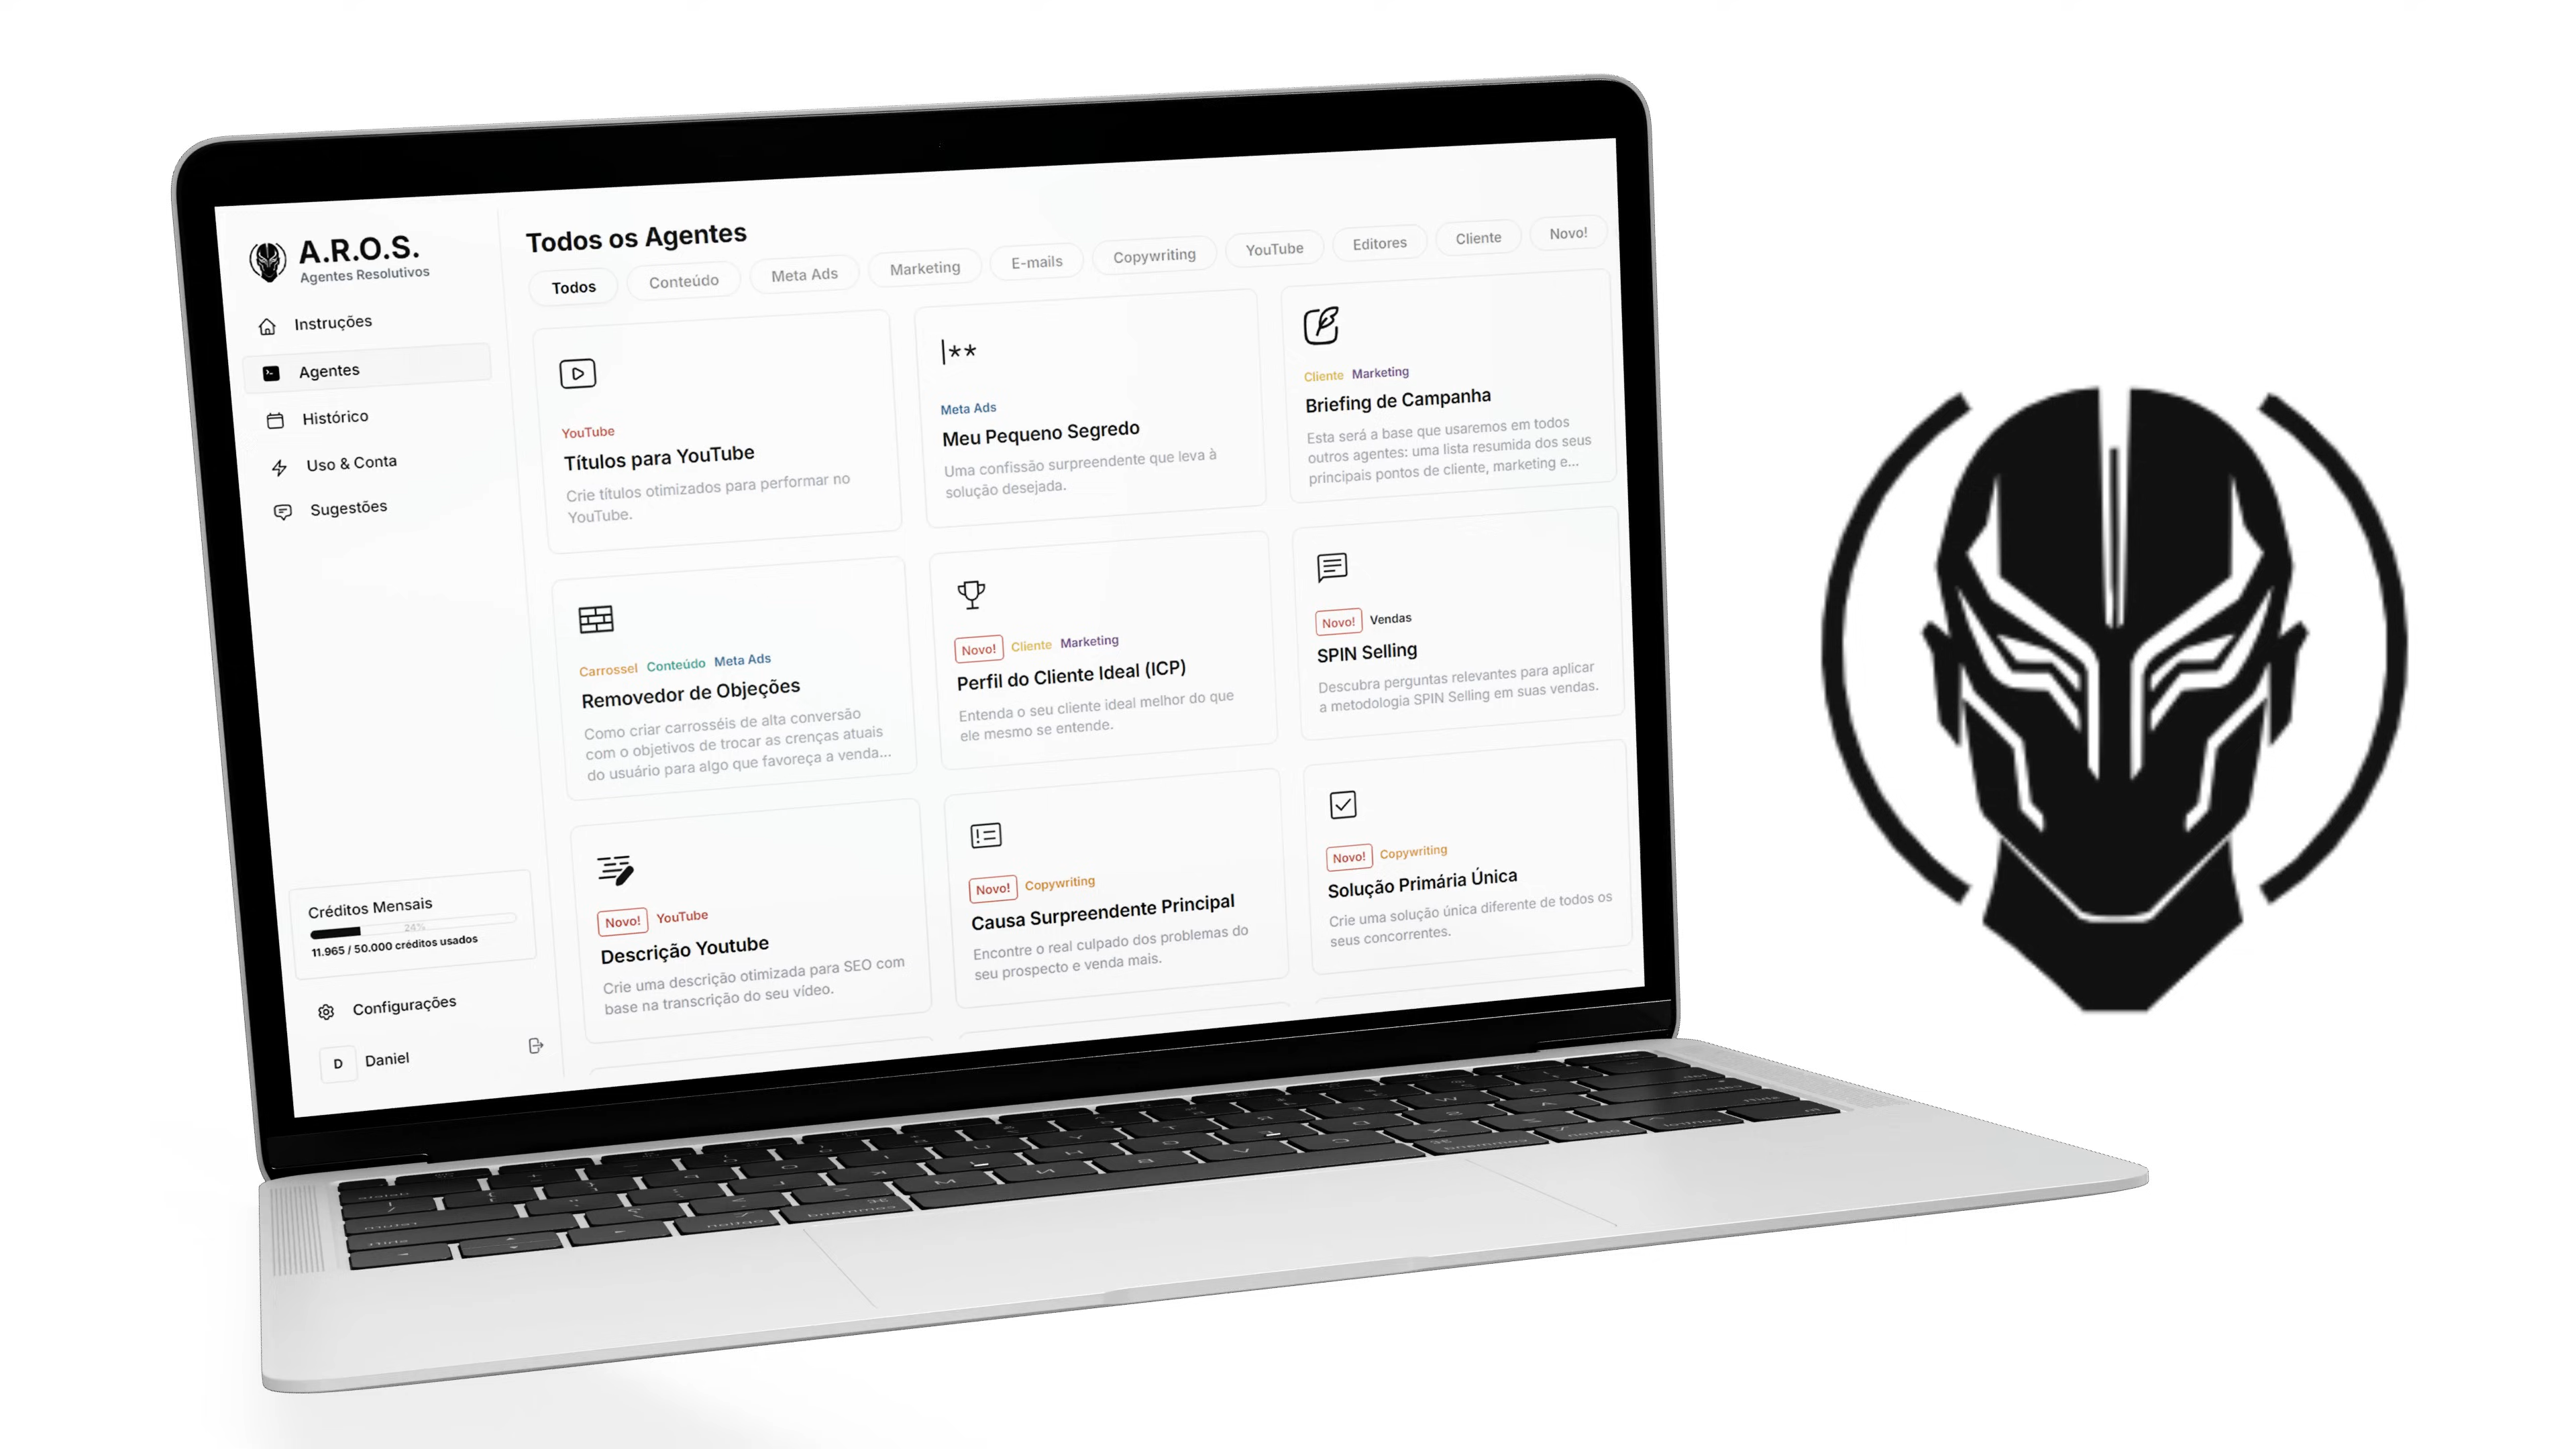 A.R.O.S.
Agentes Resolutivos
Instruções
Agentes
Histórico
Uso & Conta
Sugestões
Créditos Mensais
24%
11.965 / 50.000 créditos usados
Configurações
D Daniel
Todos os Agentes
Todos Conteúdo Meta Ads Marketing E-mails Copywriting YouTube Editores Cliente Novo!
YouTube
Títulos para YouTube
Crie títulos otimizados para performar no
YouTube.
|**
Meta Ads
Meu Pequeno Segredo
Uma confissão surpreendente que leva à
solução desejada.
Cliente Marketing
Briefing de Campanha
Esta será a base que usaremos em todos
outros agentes: uma lista resumida dos seus
principais pontos de cliente, marketing e...
Carrossel Conteúdo Meta Ads
Removedor de Objeções
Como criar carrosséis de alta conversão
com o objetivos de trocar as crenças atuais
do usuário para algo que favoreça a venda...
Novo! Cliente Marketing
Perfil do Cliente Ideal (ICP)
Entenda o seu cliente ideal melhor do que
ele mesmo se entende.
Novo! Vendas
SPIN Selling
Descubra perguntas relevantes para aplicar
a metodologia SPIN Selling em suas vendas.
Novo! YouTube
Descrição Youtube
Crie uma descrição otimizada para SEO com
base na transcrição do seu vídeo.
Novo! Copywriting
Causa Surpreendente Principal
Encontre o real culpado dos problemas do
seu prospecto e venda mais.
Novo! Copywriting
Solução Primária Única
Crie uma solução única diferente de todos os
seus concorrentes.